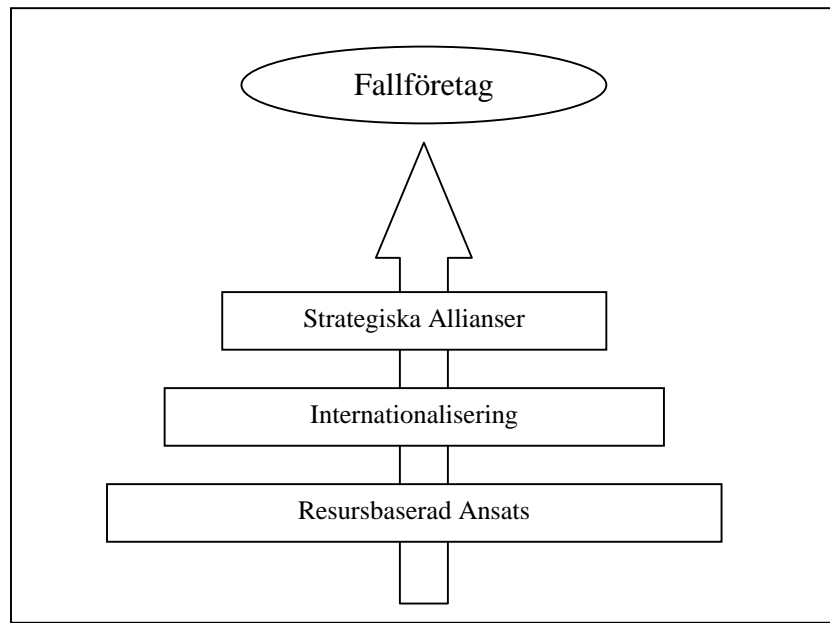 Fallföretag
Strategiska Allianser
Internationalisering
Resursbaserad Ansats